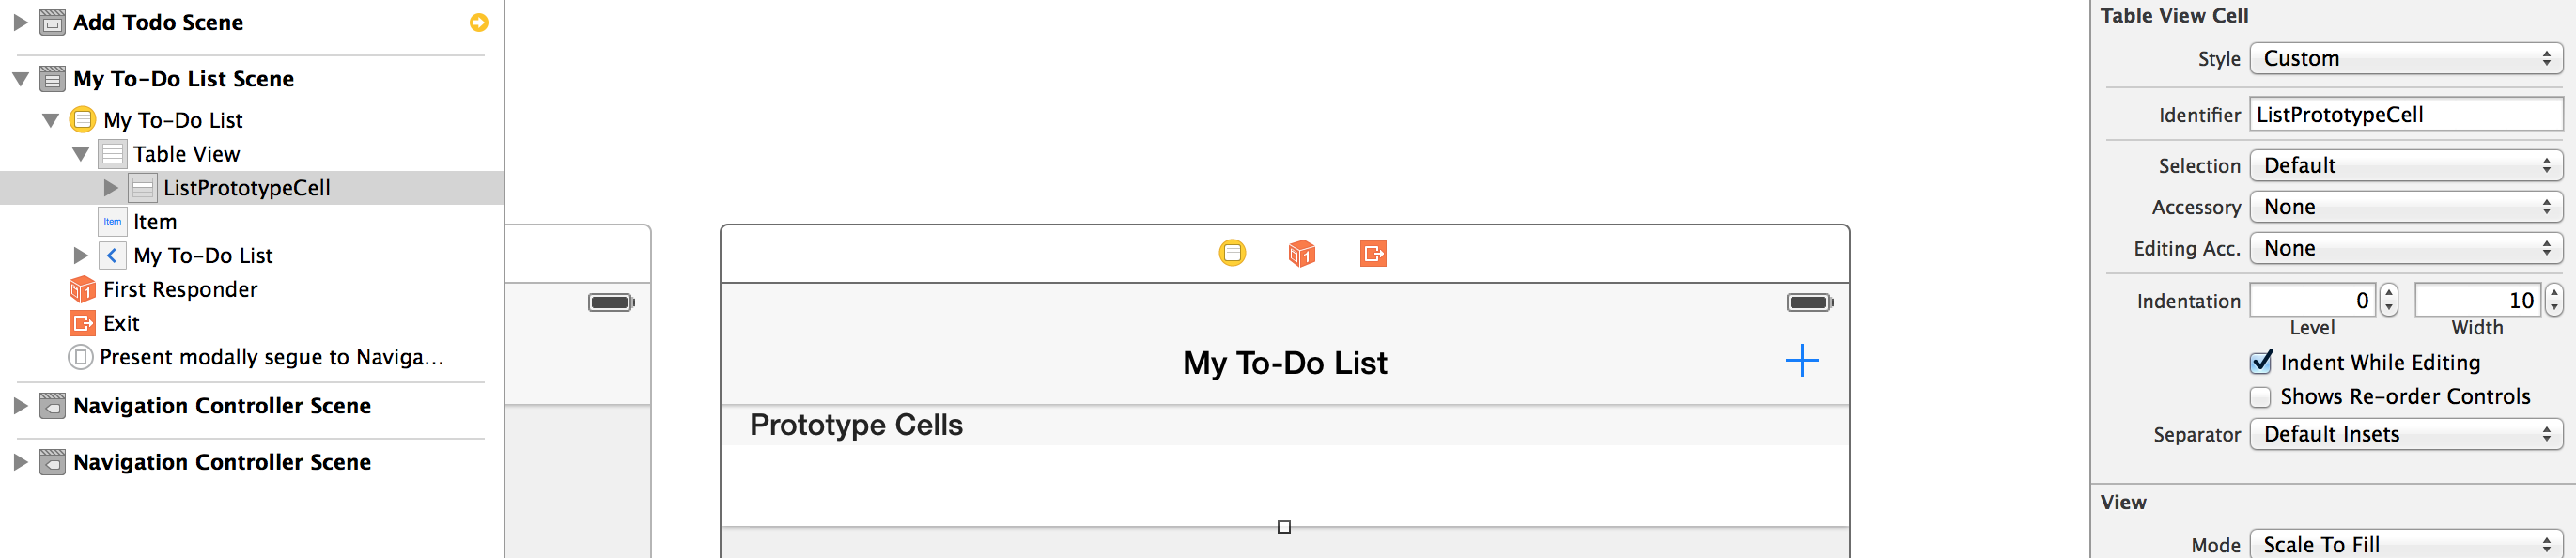 Add Todo Scene
My To-Do List Scene
My To-Do List
Table View
ListPrototypeCell
Item
Item
My To-Do List
First Responder
1
Exit
Present modally segue to Naviga...
Navigation Controller Scene
Navigation Controller Scene
1
My To-Do List
Prototype Cells
Table View Cell
Style Custom
Identifier ListPrototypeCell
Selection Default
Accessory None
Editing Acc. None
Indentation 0 10
Level Width
Indent While Editing
Shows Re-order Controls
Separator Default Insets
View
Mode Scale To Fill